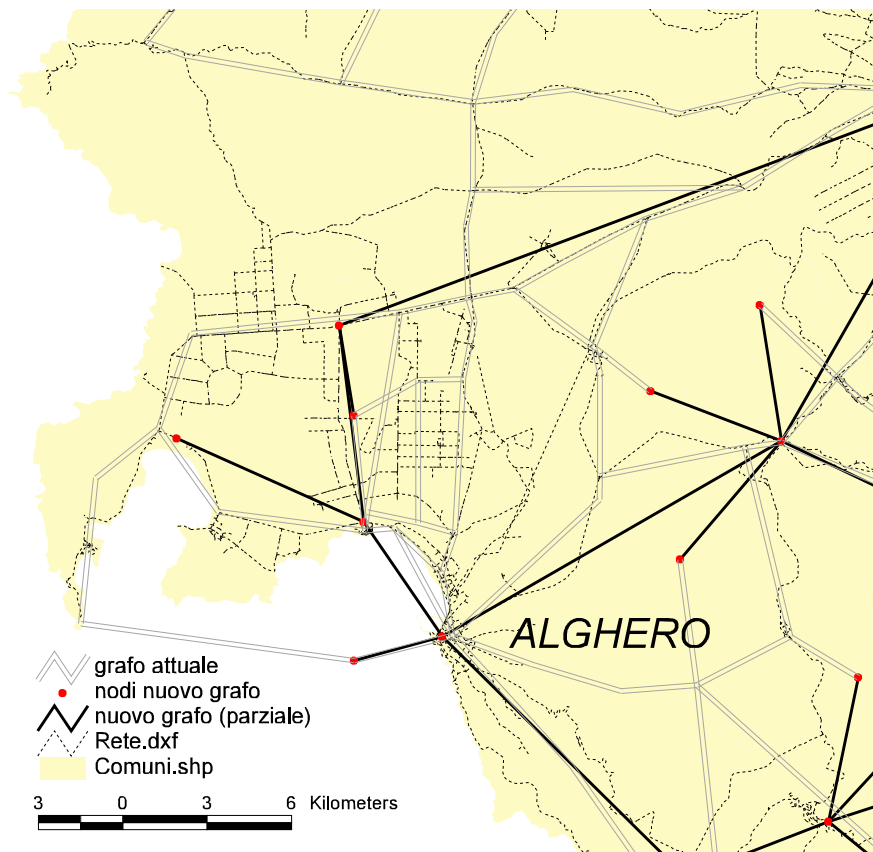 ALGHERO
grafo attuale
nodi nuovo grafo
nuovo grafo (parziale)
Rete.dxf
Comuni.shp
3 0 3 6 Kilometers